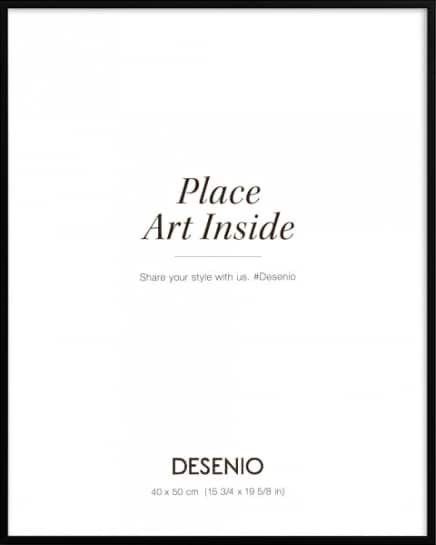 Place
Art Inside
Share your style with us. #Desenio
DESENIO
40 x 50 cm (15 3/4 x 19 5/8 in)